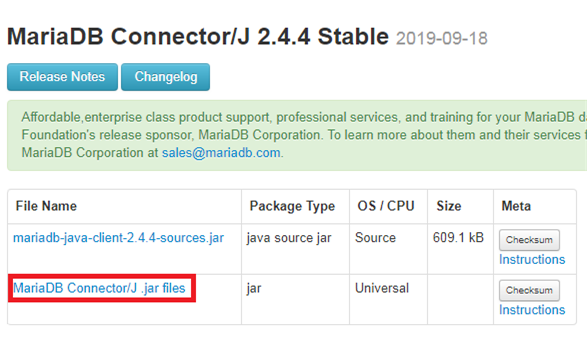 MariaDB Connector/J 2.4.4 Stable 2019-09-18
Release Notes Changelog
Affordable,enterprise class product support, professional services, and training for your MariaDB
Foundation's release sponsor, MariaDB Corporation. To learn more about them and their services
MariaDB Corporation at sales@mariadb.com.
File Name Package Type OS / CPU Size Meta
mariadb-java-client-2.4.4-sources.jar java source jar Source 609.1 kB Checksum
Instructions
MariaDB Connector/J .jar files jar Universal Checksum
Instructions